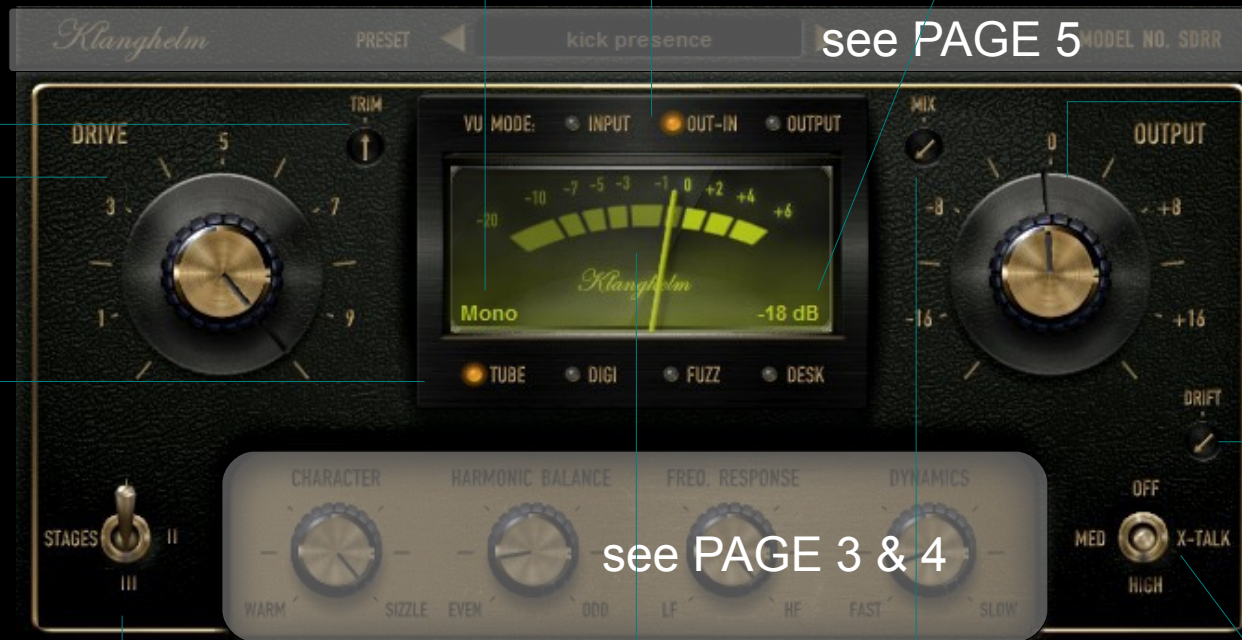 Klanghelm PRESET kick presence see PAGE 5 MODEL NO. SDRR
TRIM MIX
DRIVE VU MODE: INPUT OUT-IN OUTPUT OUTPUT
5 0
3 7 -20 -10 -7 -5 -3 -1 0 +2 +4 +6 -8 +8
Klanghelm
1 9 Mono -18 dB -16 +16
TUBE DIGI FUZZ DESK
DRIFT
CHARACTER HARMONIC BALANCE FREQ. RESPONSE DYNAMICS
OFF
STAGES II see PAGE 3 & 4 MED X-TALK
III HIGH
WARM SIZZLE EVEN ODD LF HF FAST SLOW